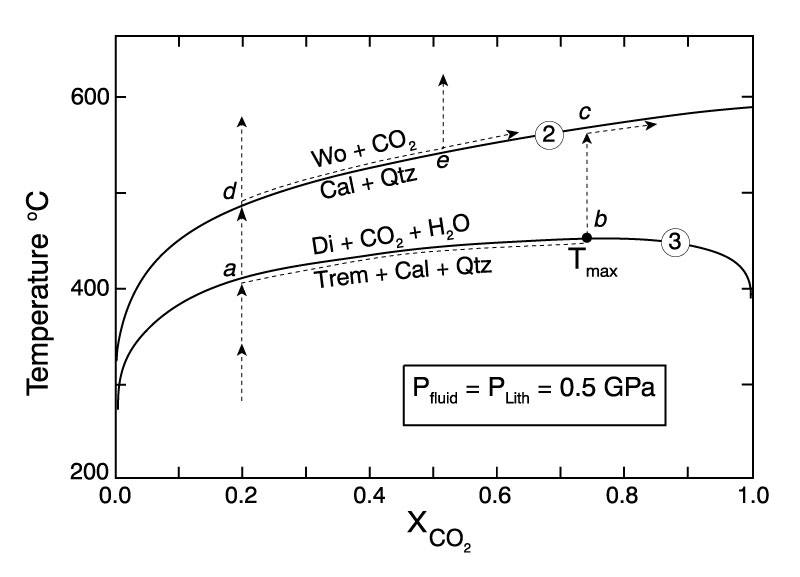 600
400
200
Temperature ºC
c
2
Wo + CO₂
e
Cal + Qtz
d
Di + CO₂ + H₂O
b
3
a
Trem + Cal + Qtz
Tmax
Pfluid = PLith = 0.5 GPa
0.0 0.2 0.4 0.6 0.8 1.0
XCO₂